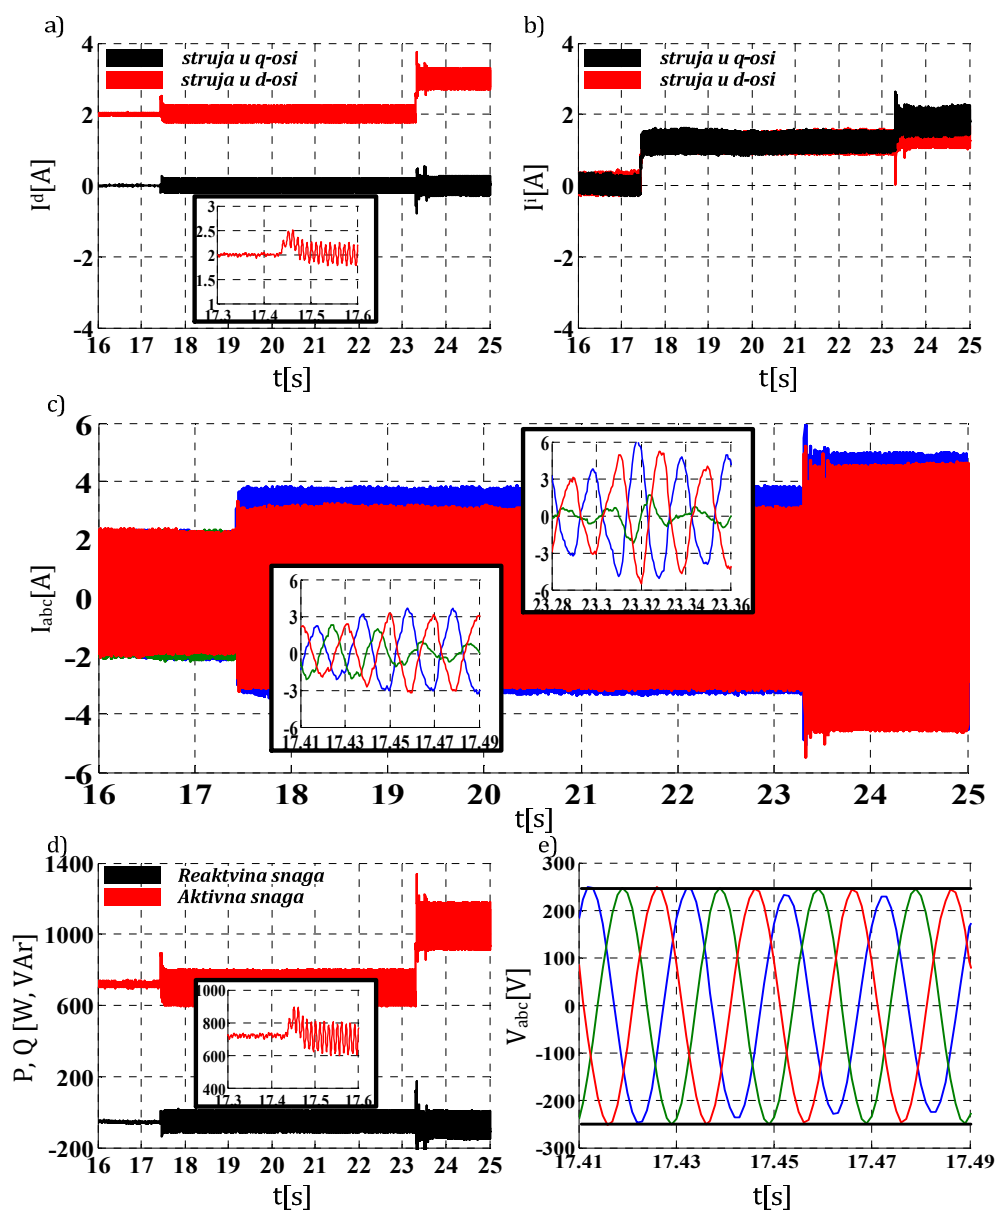 a)
4
2
0
-2
-4
I^d[A]
struja u q-osi
struja u d-osi
3
2.5
2
1.5
1
17.3 17.4 17.5 17.6
16 17 18 19 20 21 22 23 24 25
t[s]
b)
4
2
0
-2
-4
I^i[A]
struja u q-osi
struja u d-osi
16 17 18 19 20 21 22 23 24 25
t[s]
c)
6
4
2
0
-2
-4
-6
I_abc[A]
6
3
0
-3
-6
17.41 17.43 17.45 17.47 17.49
6
3
0
-3
-6
23.28 23.3 23.32 23.34 23.36
16 17 18 19 20 21 22 23 24 25
t[s]
d)
1400
1000
600
200
-200
P, Q [W, VAr]
Reaktvina snaga
Aktivna snaga
1000
800
600
400
17.3 17.4 17.5 17.6
16 17 18 19 20 21 22 23 24 25
t[s]
e)
300
200
100
0
-100
-200
-300
V_abc[V]
17.41 17.43 17.45 17.47 17.49
t[s]